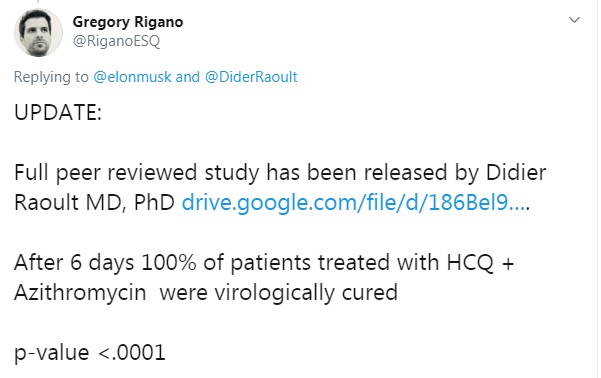 Gregory Rigano
@RiganoESQ
Replying to @elonmusk and @DiderRaoult
UPDATE:
Full peer reviewed study has been released by Didier
Raoult MD, PhD drive.google.com/file/d/186Bel9….
After 6 days 100% of patients treated with HCQ +
Azithromycin were virologically cured
p-value <.0001